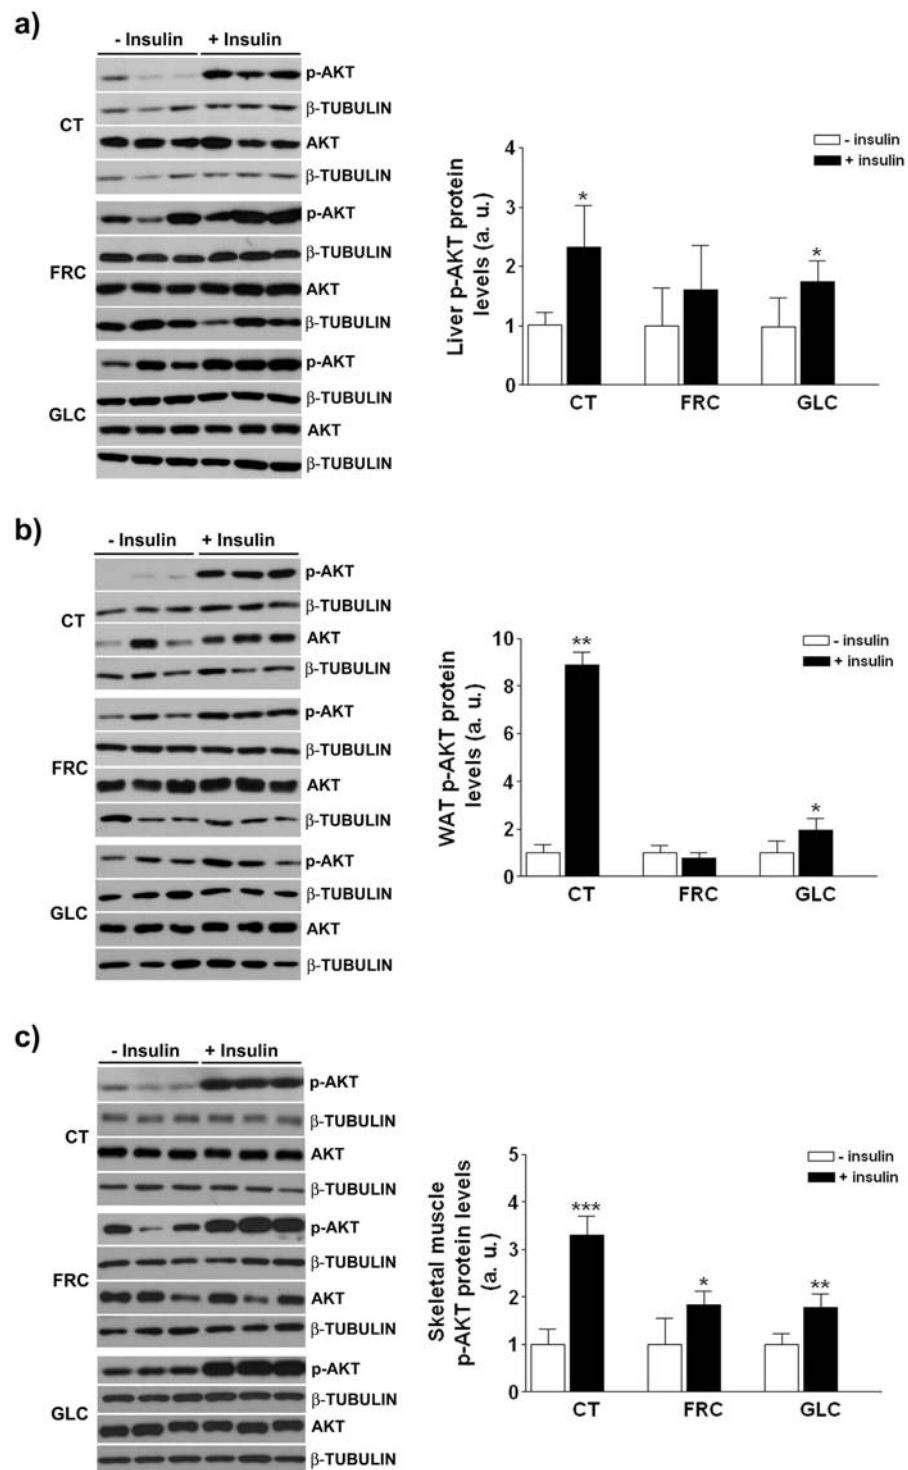 a)
- Insulin + Insulin
CT
p-AKT
β-TUBULIN
AKT
β-TUBULIN
FRC
p-AKT
β-TUBULIN
AKT
β-TUBULIN
GLC
p-AKT
β-TUBULIN
AKT
β-TUBULIN
Liver p-AKT protein
levels (a. u.)
4
3
2
1
0
- insulin
+ insulin
*
*
CT FRC GLC
b)
- Insulin + Insulin
CT
p-AKT
β-TUBULIN
AKT
β-TUBULIN
FRC
p-AKT
β-TUBULIN
AKT
β-TUBULIN
GLC
p-AKT
β-TUBULIN
AKT
β-TUBULIN
WAT p-AKT protein
levels (a. u.)
10
8
6
4
2
0
- insulin
+ insulin
**
*
CT FRC GLC
c)
- Insulin + Insulin
CT
p-AKT
β-TUBULIN
AKT
β-TUBULIN
FRC
p-AKT
β-TUBULIN
AKT
β-TUBULIN
GLC
p-AKT
β-TUBULIN
AKT
β-TUBULIN
Skeletal muscle
p-AKT protein levels
(a. u.)
5
4
3
2
1
0
- insulin
+ insulin
***
*
**
CT FRC GLC